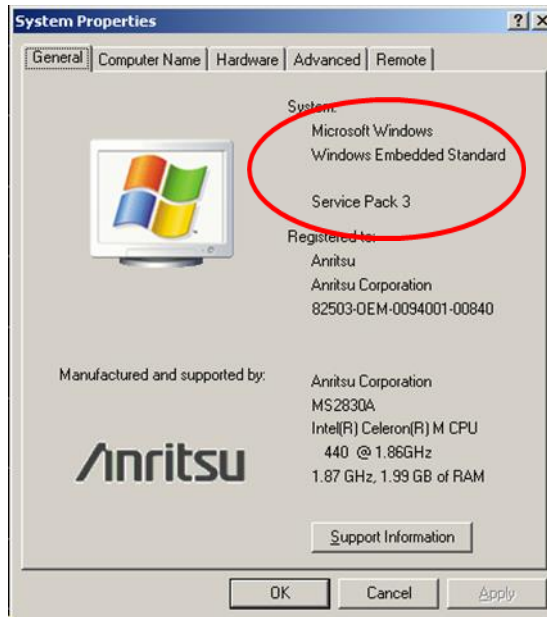 System Properties
General
Computer Name
Hardware
Advanced
Remote
System:
Microsoft Windows
Windows Embedded Standard
Service Pack 3
Registered to:
Anritsu
Anritsu Corporation
82503-OEM-0094001-00840
Manufactured and supported by:
Anritsu
Anritsu Corporation
MS2830A
Intel(R) Celeron(R) M CPU
440 @ 1.86GHz
1.87 GHz, 1.99 GB of RAM
Support Information
OK
Cancel
Apply